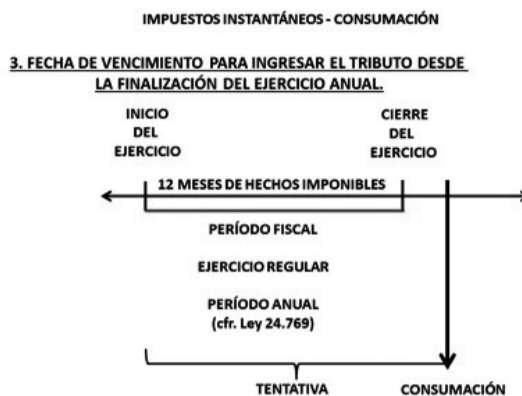 IMPUESTOS INSTANTÁNEOS - CONSUMACIÓN
3. FECHA DE VENCIMIENTO PARA INGRESAR EL TRIBUTO DESDE
LA FINALIZACIÓN DEL EJERCICIO ANUAL.
INICIO
DEL
EJERCICIO
CIERRE
DEL
EJERCICIO
12 MESES DE HECHOS IMPONIBLES
PERÍODO FISCAL
EJERCICIO REGULAR
PERÍODO ANUAL
(cfr. Ley 24.769)
TENTATIVA
CONSUMACIÓN